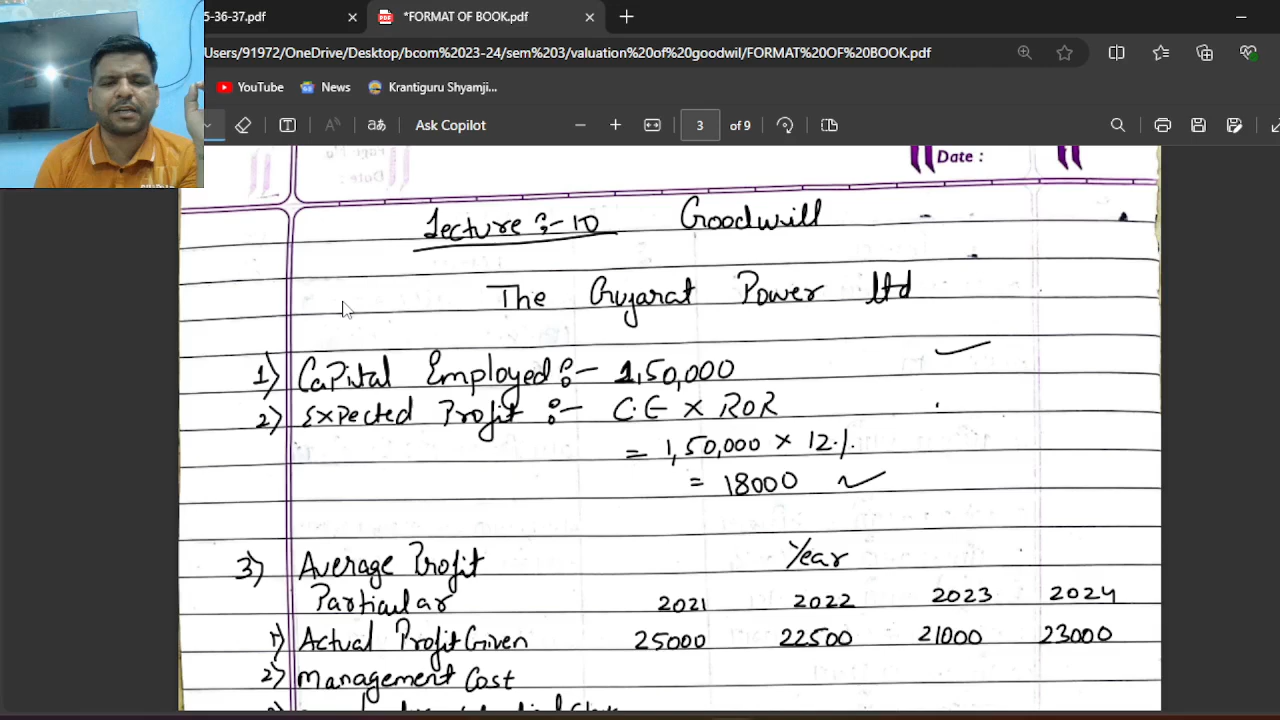 5-36-37.pdf
*FORMAT OF BOOK.pdf
Users/91972/OneDrive/Desktop/bcom%2023-24/sem%203/valuation%20of%20goodwil/FORMAT%20OF%20BOOK.pdf
YouTube News Krantiguru Shyamji...
aあ Ask Copilot 3 of 9
Date :
Lecture :- 10 Goodwill
The Gujarat Power ltd
1) Capital Employed :- 1,50,000
2) Expected Profit :- C.E × ROR
= 1,50,000 × 12%
= 18000
3) Average Profit Year
Particular 2021 2022 2023 2024
1) Actual Profit Given 25000 22500 21000 23000
2) Management Cost